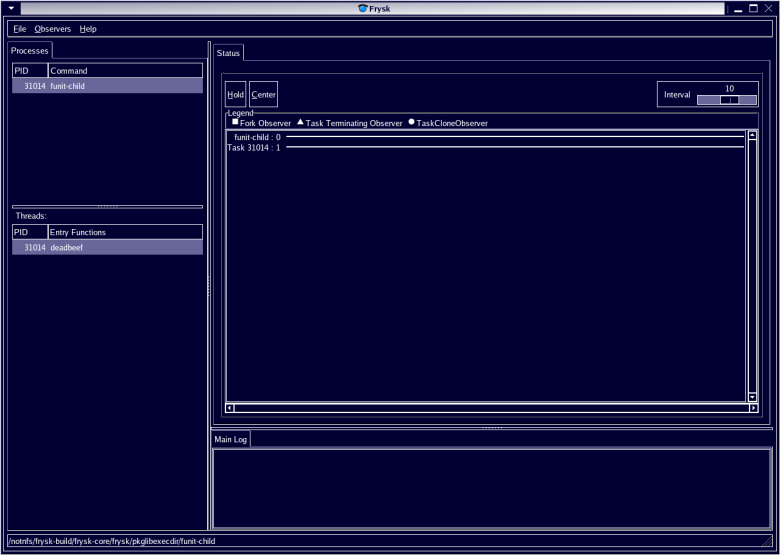 Frysk
File Observers Help
Processes
PID Command
31014 funit-child
Threads:
PID Entry Functions
31014 deadbeef
Status
Hold Center
Interval 10
Legend
Fork Observer Task Terminating Observer TaskCloneObserver
funit-child : 0
Task 31014 : 1
Main Log
/notnfs/frysk-build/frysk-core/frysk/pkglibexecdir/funit-child